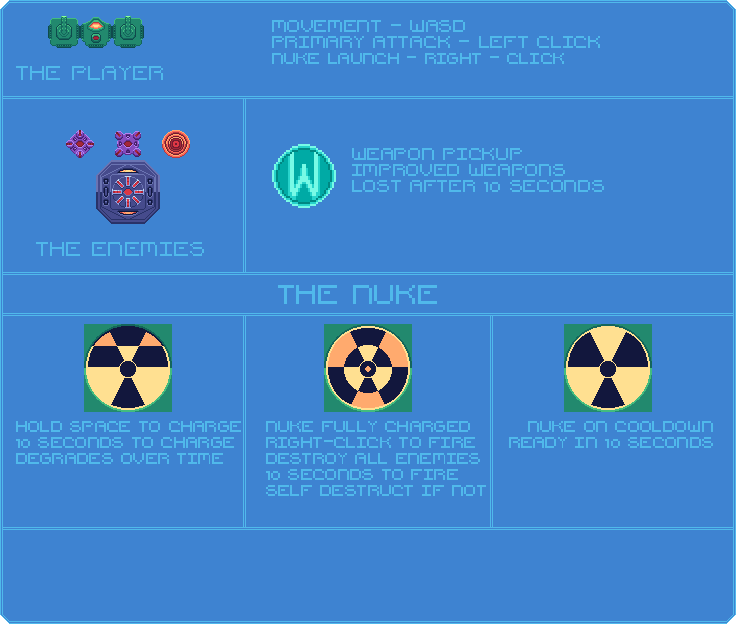 MOVEMENT - WASD
PRIMARY ATTACK - LEFT CLICK
NUKE LAUNCH - RIGHT - CLICK
THE PLAYER
W
WEAPON PICKUP
IMPROVED WEAPONS
LOST AFTER 10 SECONDS
THE ENEMIES
THE NUKE
HOLD SPACE TO CHARGE
10 SECONDS TO CHARGE
DEGRADES OVER TIME
NUKE FULLY CHARGED
RIGHT-CLICK TO FIRE
DESTROY ALL ENEMIES
10 SECONDS TO FIRE
SELF DESTRUCT IF NOT
NUKE ON COOLDOWN
READY IN 10 SECONDS